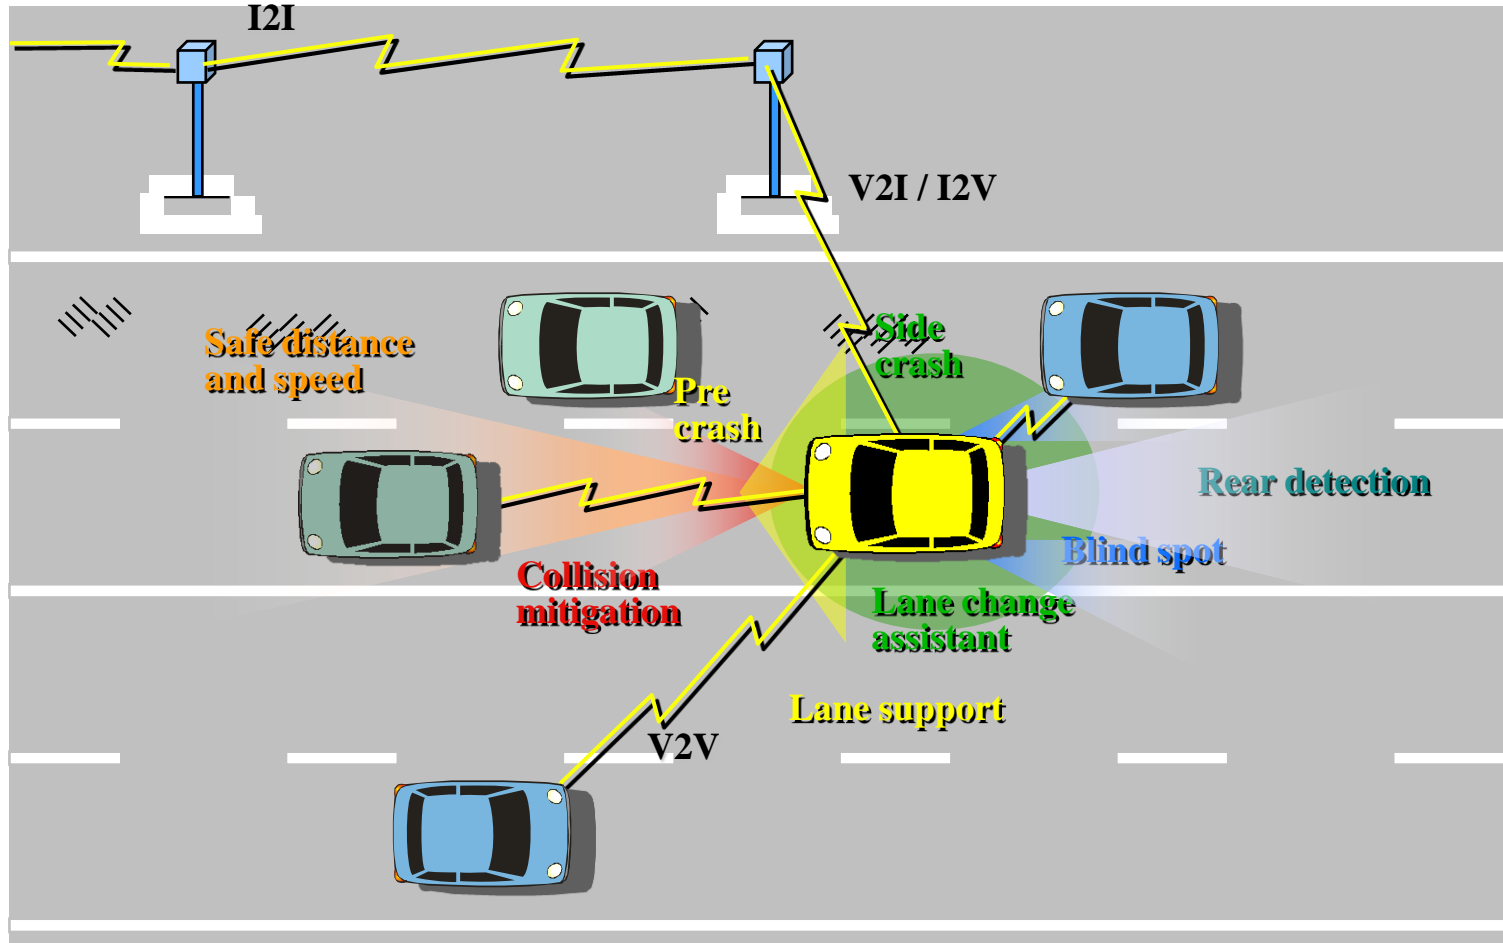 I2I
V2I / I2V
Safe distance
and speed
Side
crash
Pre
crash
Rear detection
Blind spot
Collision
mitigation
Lane change
assistant
Lane support
V2V